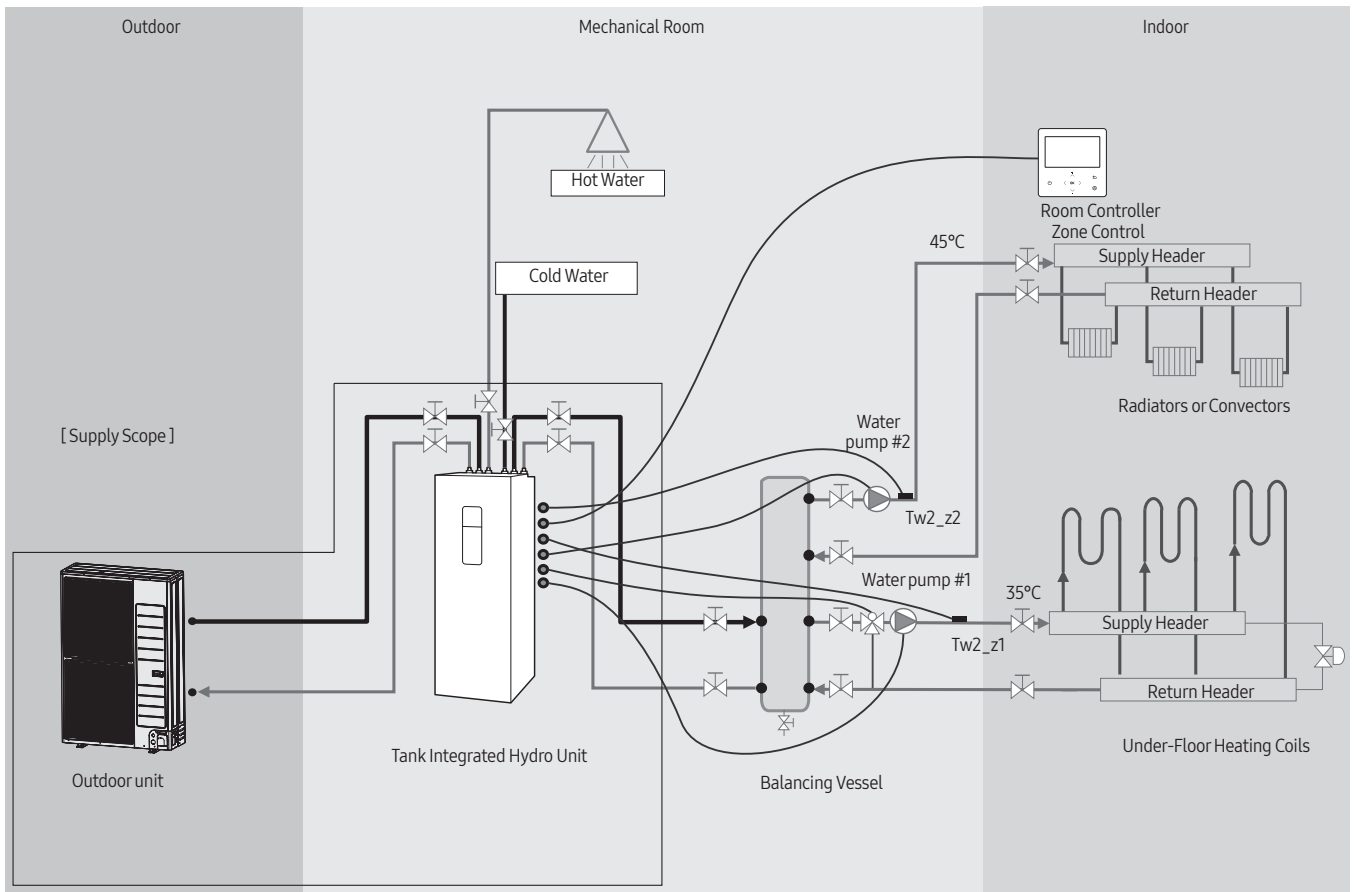 Outdoor
Mechanical Room
Indoor
Hot Water
Room Controller
Zone Control
45°C
Supply Header
Cold Water
Return Header
Radiators or Convectors
[ Supply Scope ]
Water
pump #2
Tw2_z2
Water pump #1
35°C
Supply Header
Tw2_z1
Return Header
Under-Floor Heating Coils
Tank Integrated Hydro Unit
Outdoor unit
Balancing Vessel